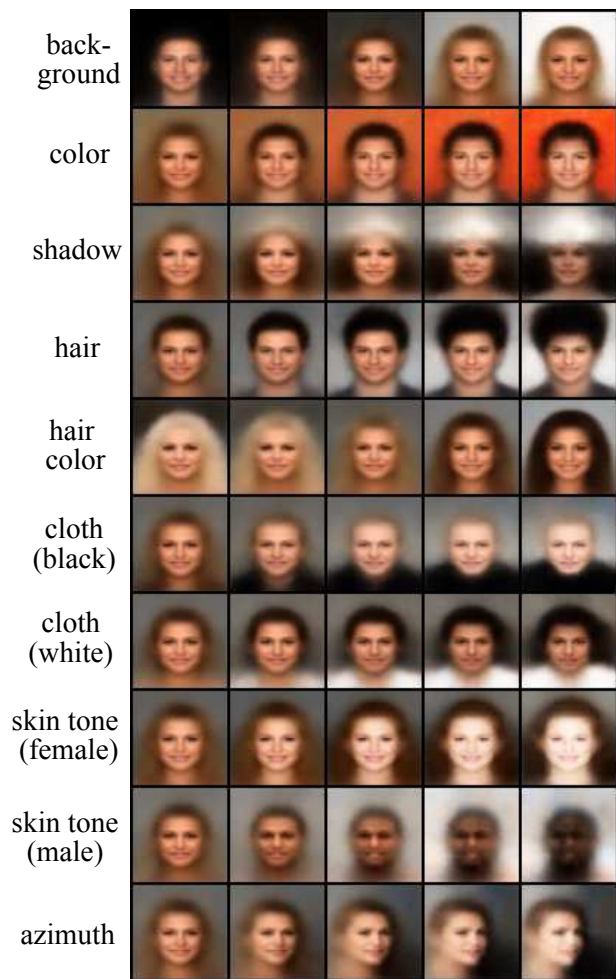 back-
ground
color
shadow
hair
hair
color
cloth
(black)
cloth
(white)
skin tone
(female)
skin tone
(male)
azimuth